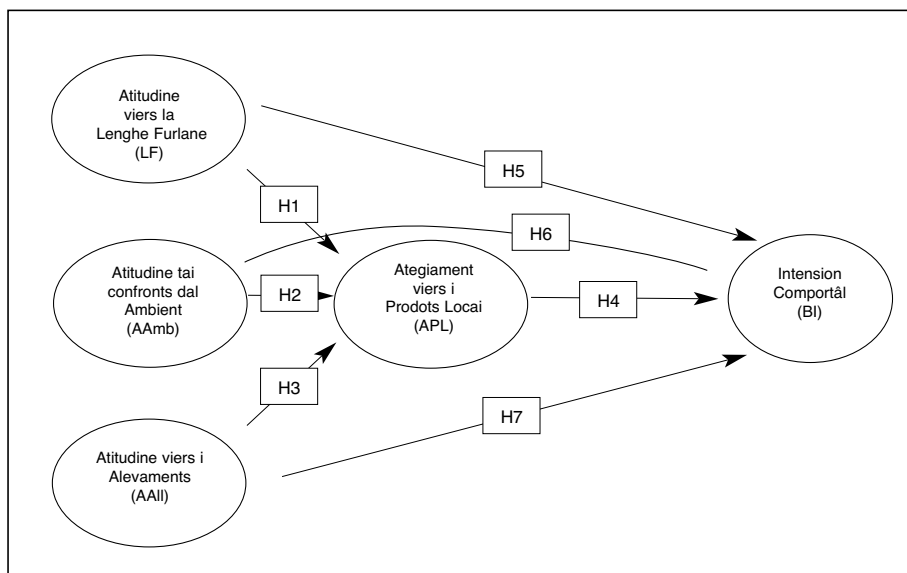 Atitudine
viers la
Lenghe Furlane
(LF)
H5
H1
H6
Atitudine tai
confronts dal
Ambient
(AAmb)
H2
Ategjament
viers i
Prodots Locai
(APL)
H4
Intension
Comportâl
(BI)
H3
H7
Atitudine viers i
Alevaments
(AAll)